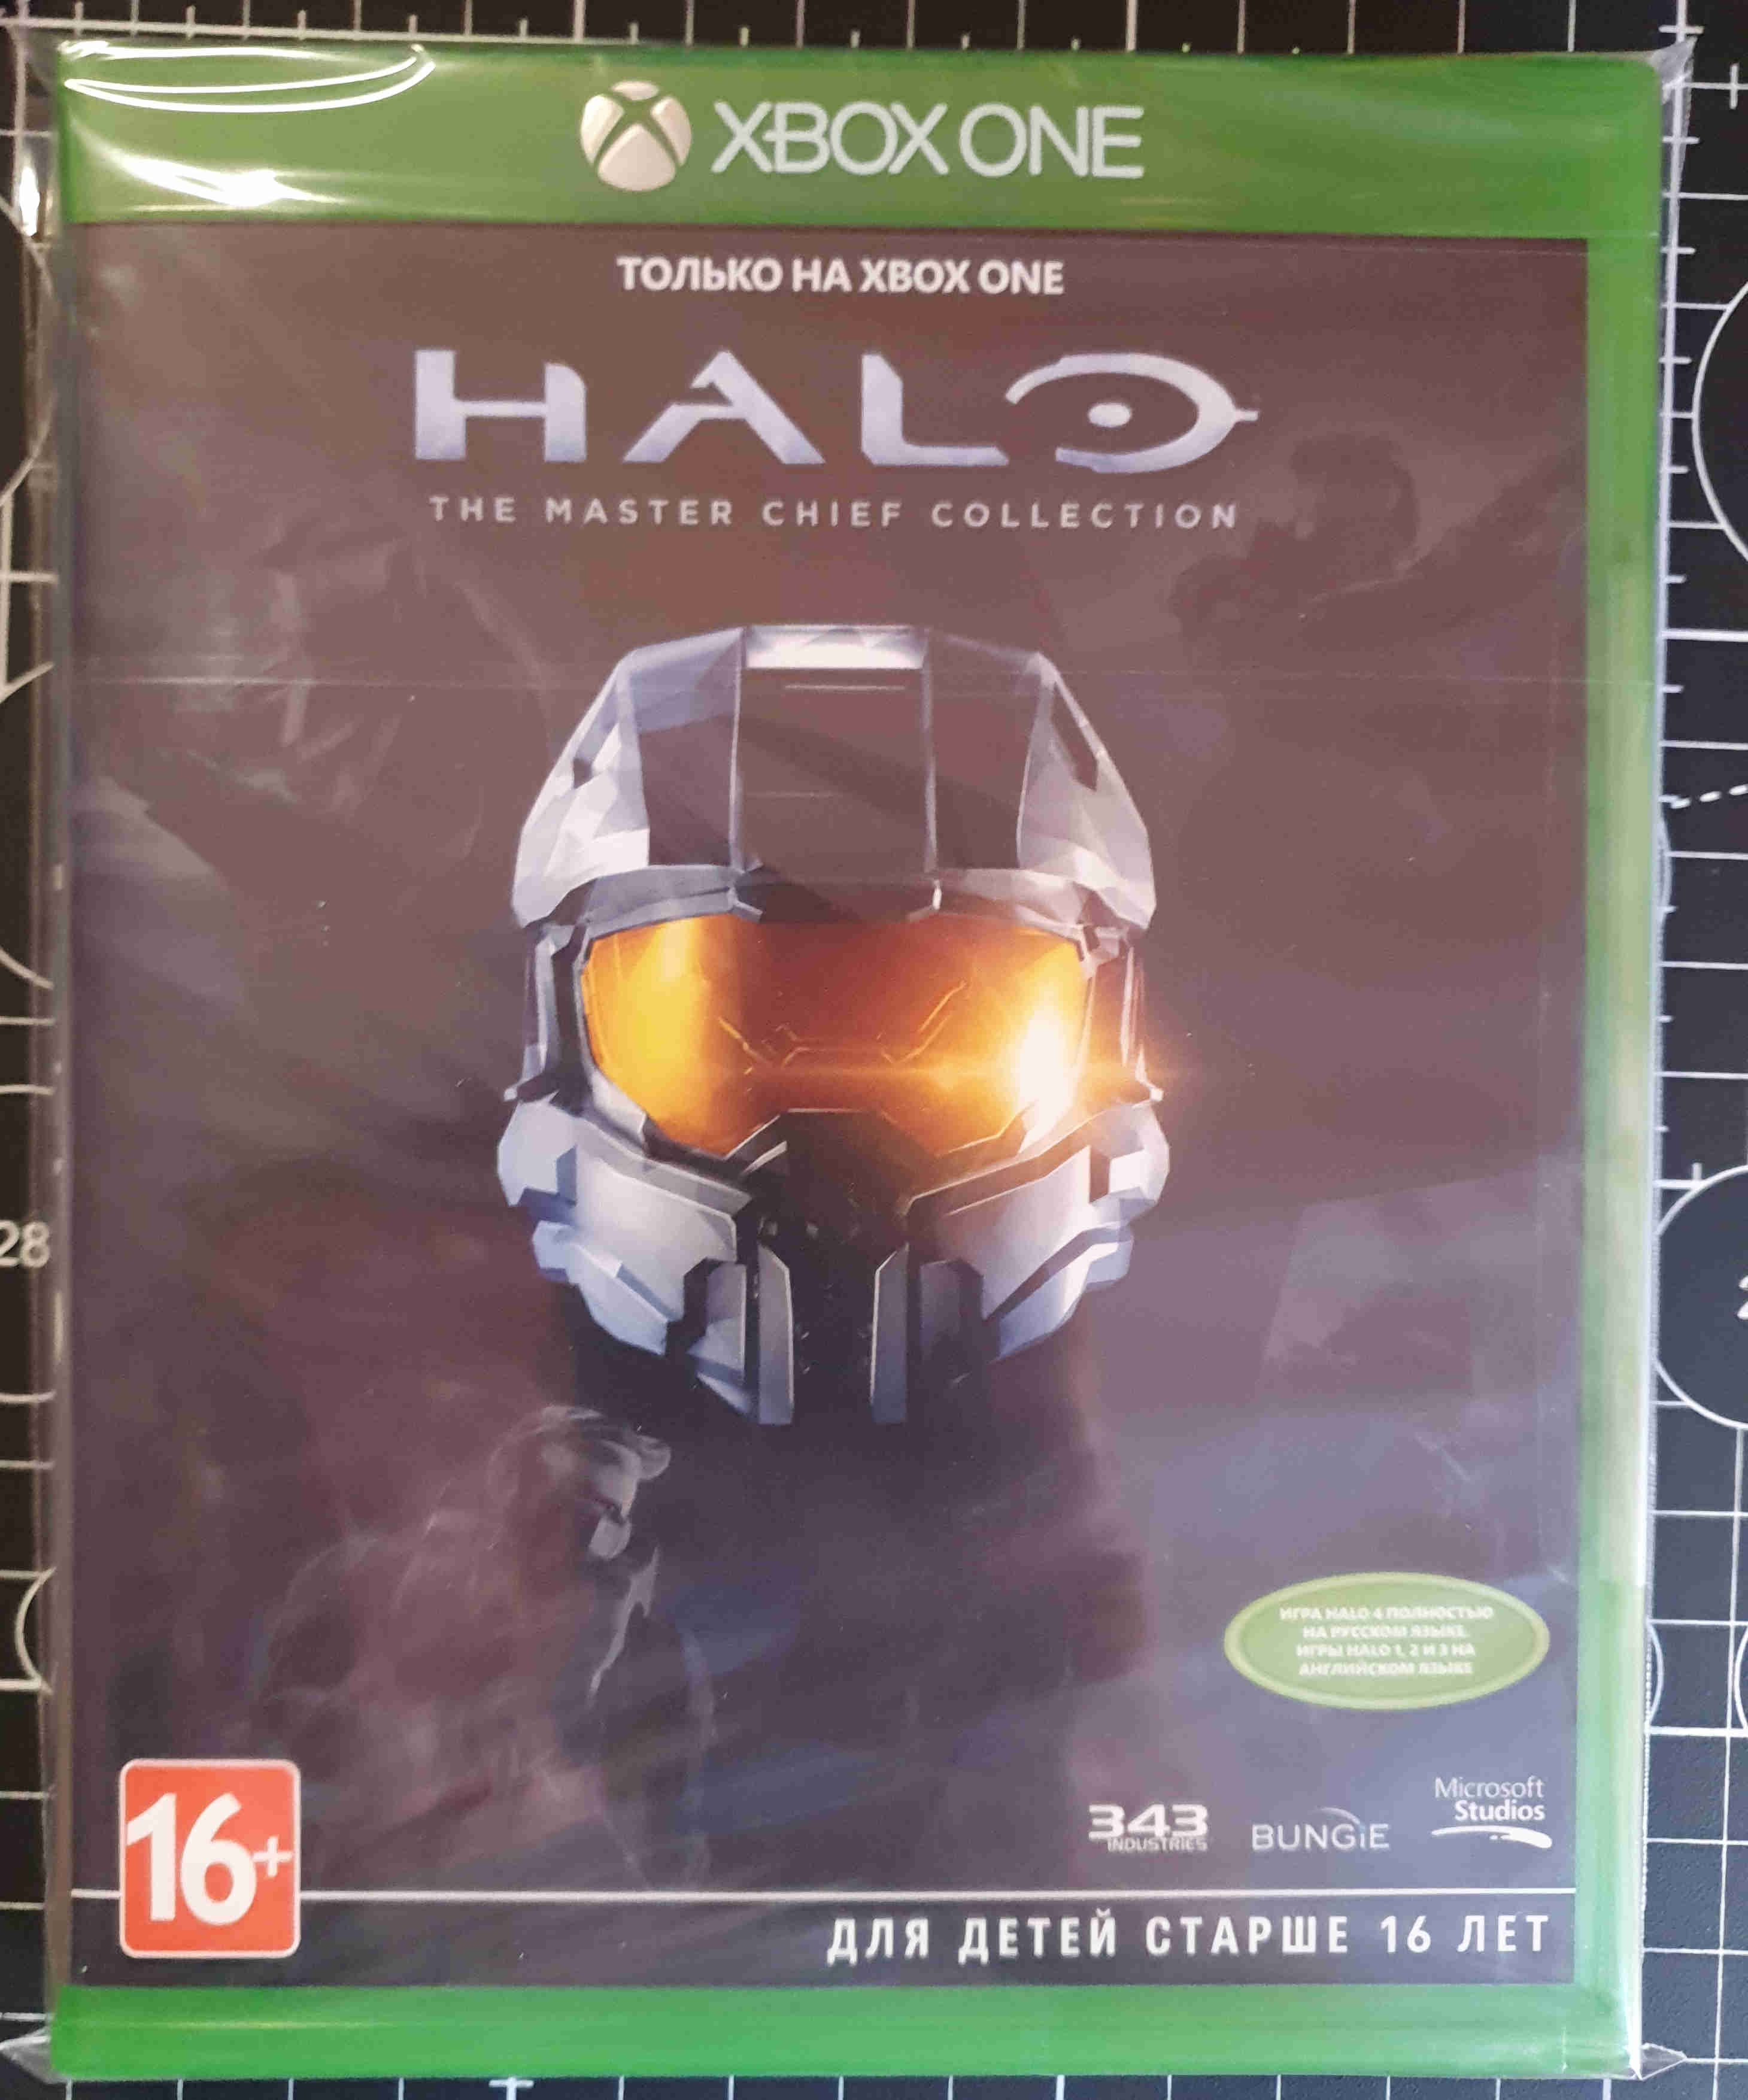 XBOX ONE
ТОЛЬКО НА XBOX ONE
HALO
THE MASTER CHIEF COLLECTION
28
ИГРА HALO 4 ПОЛНОСТЬЮ
НА РУССКОМ ЯЗЫКЕ.
ИГРЫ HALO 1, 2 И 3 НА
АНГЛИЙСКОМ ЯЗЫКЕ
343
INDUSTRIES
BUNGiE
Microsoft
Studios
16+
ДЛЯ ДЕТЕЙ СТАРШЕ 16 ЛЕТ